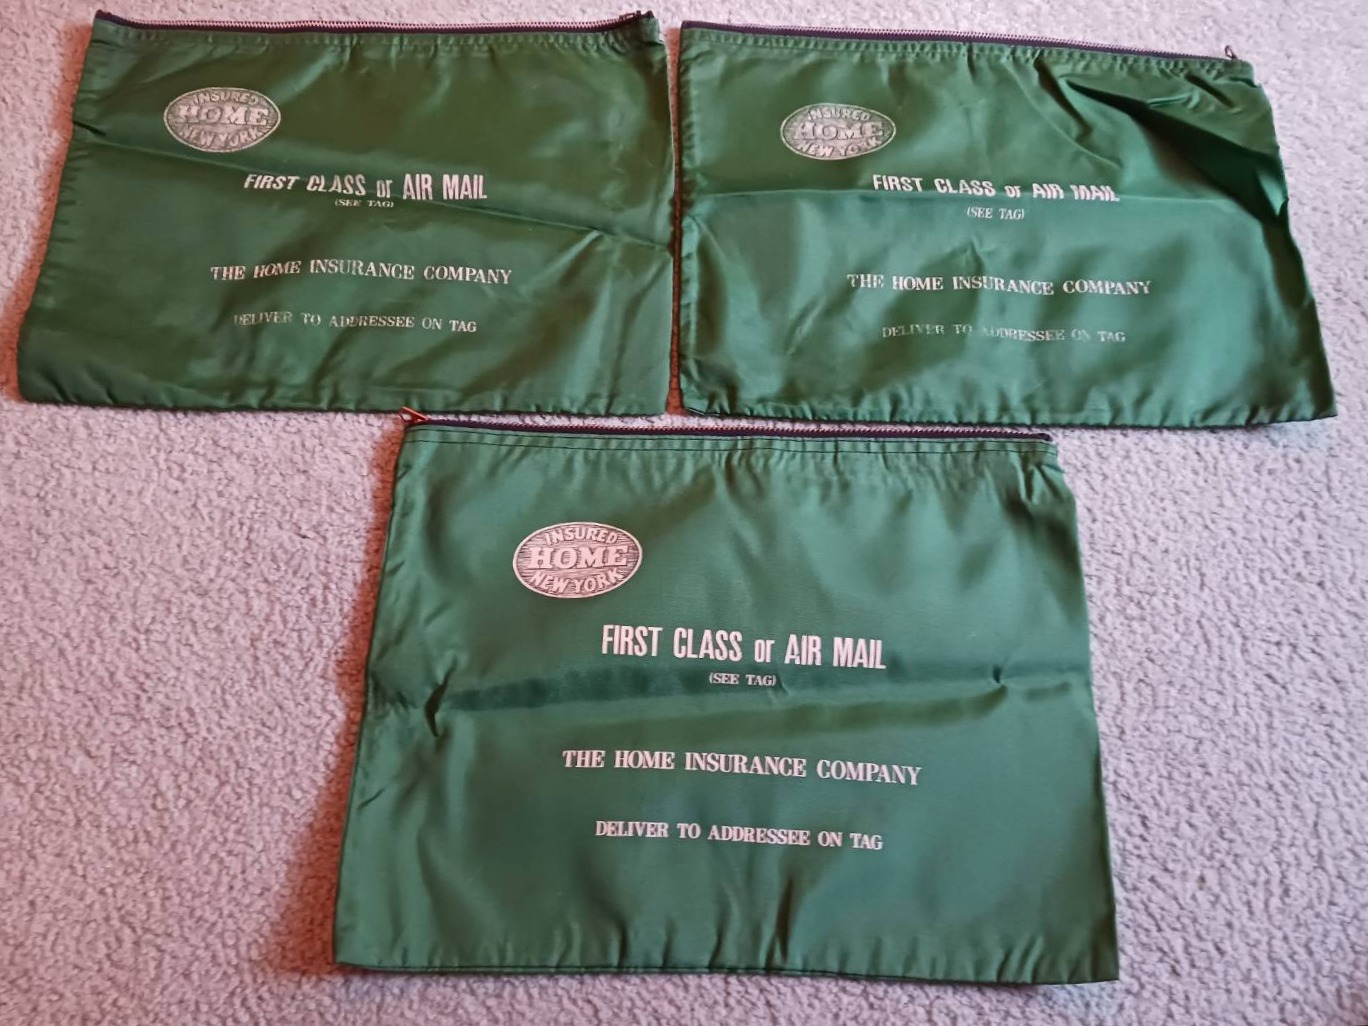 INSURED
HOME
NEW YORK
FIRST CLASS or AIR MAIL
(SEE TAG)
THE HOME INSURANCE COMPANY
DELIVER TO ADDRESSEE ON TAG
INSURED
HOME
NEW YORK
FIRST CLASS or AIR MAIL
(SEE TAG)
THE HOME INSURANCE COMPANY
DELIVER TO ADDRESSEE ON TAG
INSURED
HOME
NEW YORK
FIRST CLASS or AIR MAIL
(SEE TAG)
THE HOME INSURANCE COMPANY
DELIVER TO ADDRESSEE ON TAG